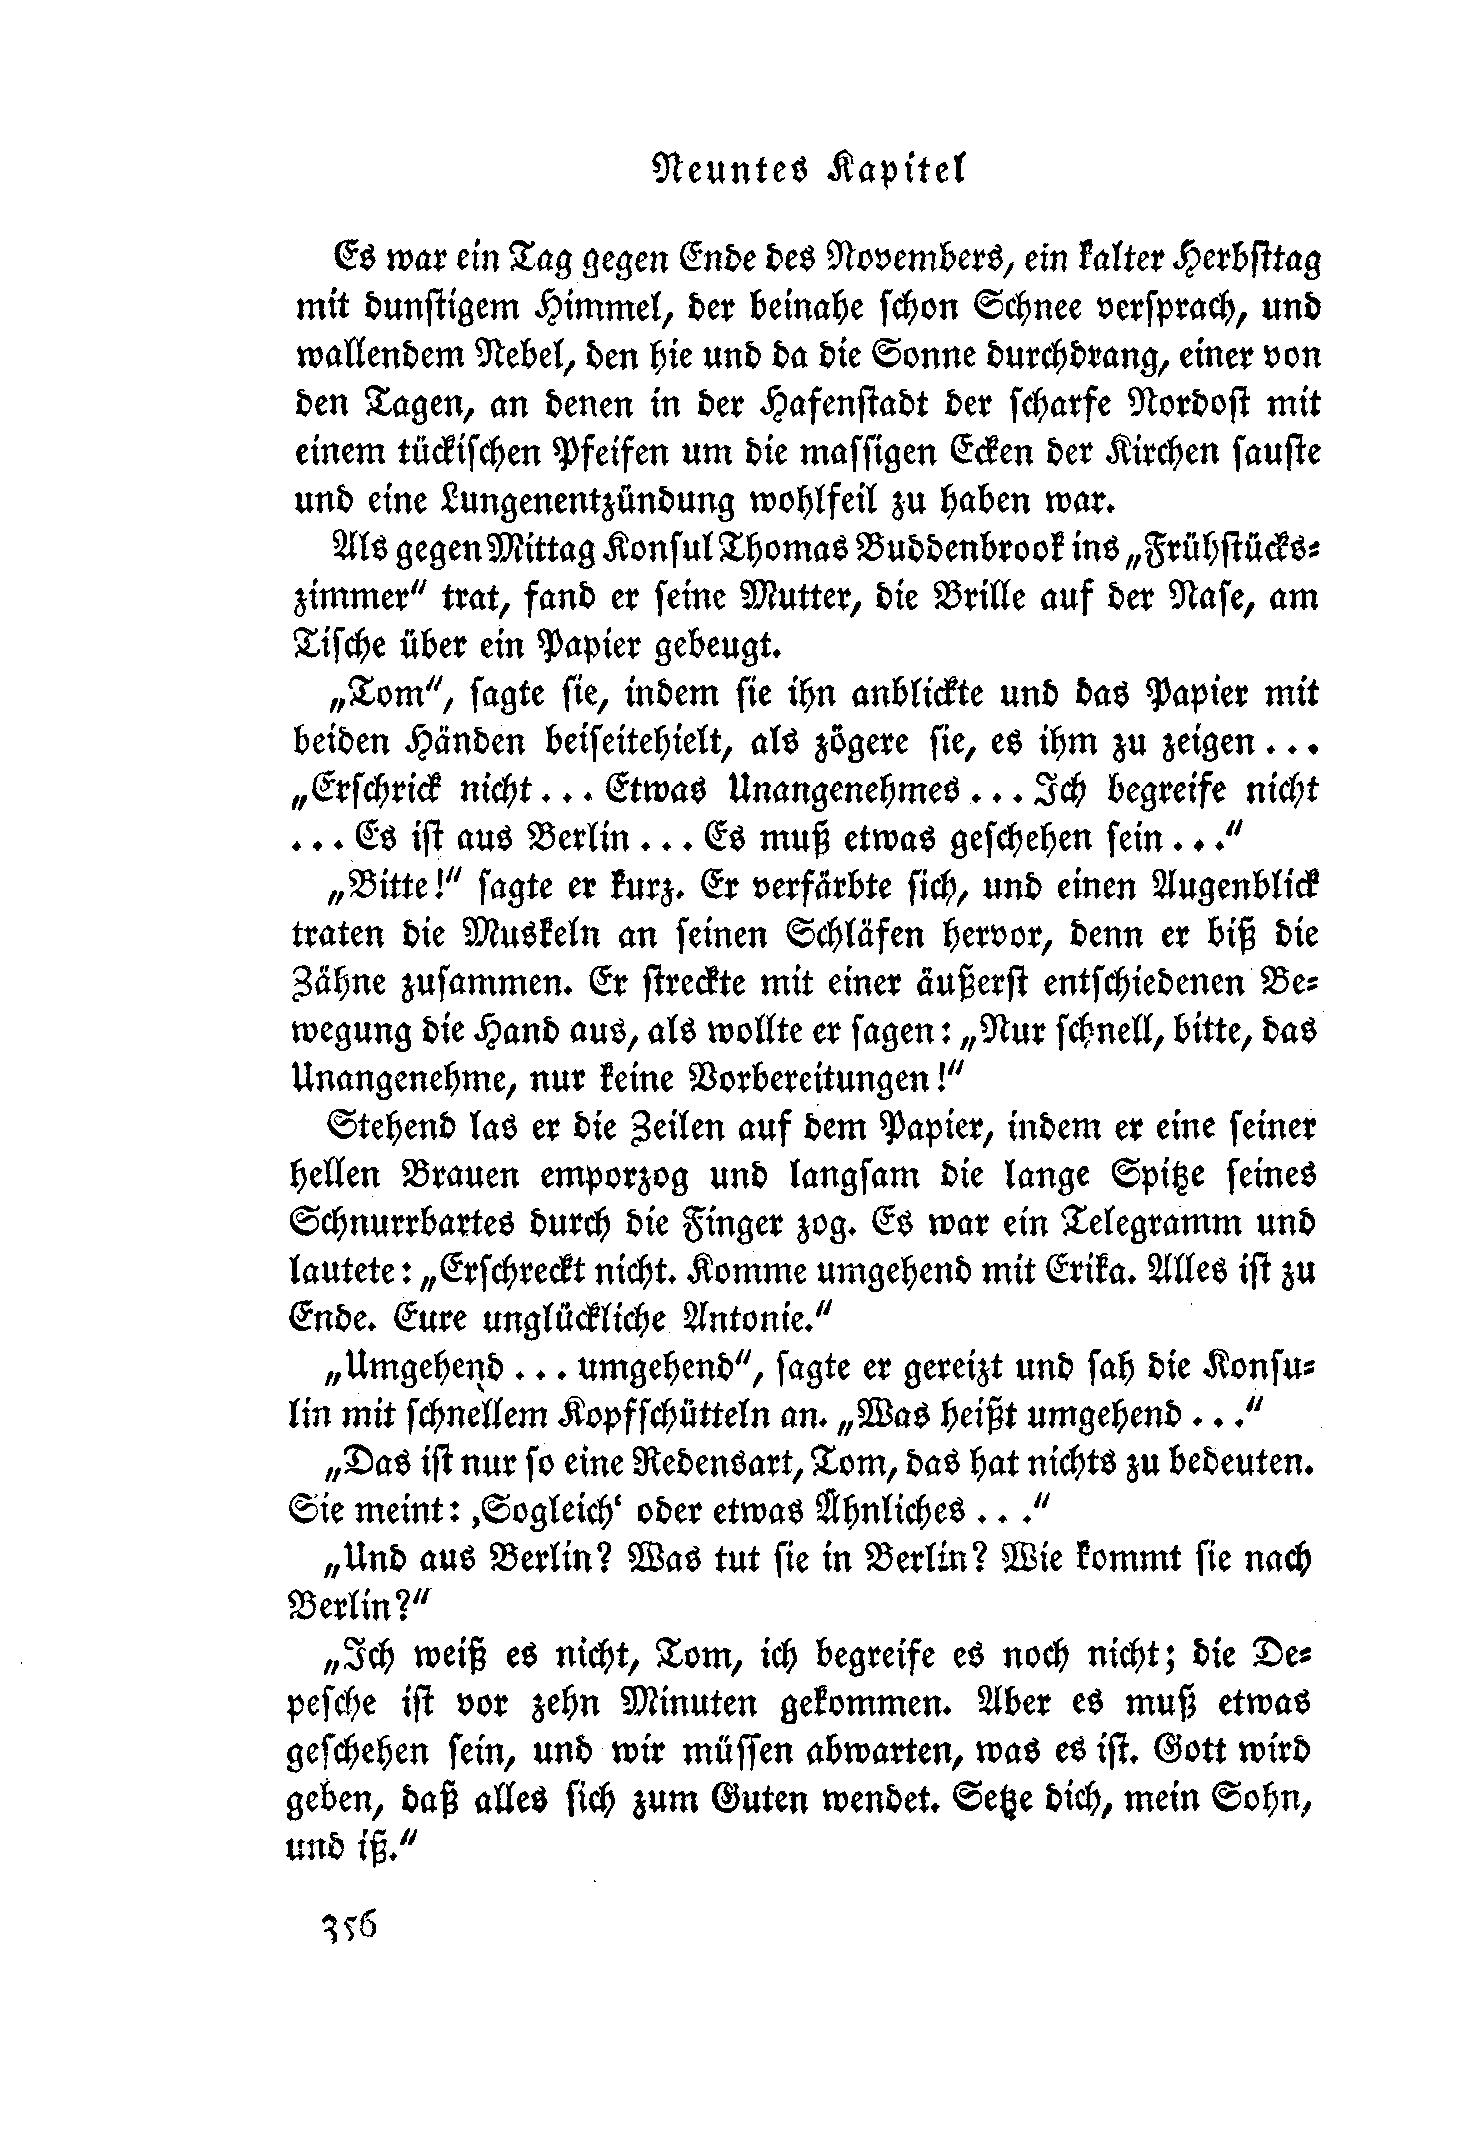 Neuntes Kapitel
Es war ein Tag gegen Ende des Novembers, ein kalter Herbsttag
mit dunstigem Himmel, der beinahe schon Schnee versprach, und
wallendem Nebel, den hie und da die Sonne durchdrang, einer von
den Tagen, an denen in der Hafenstadt der scharfe Nordost mit
einem tückischen Pfeifen um die massigen Ecken der Kirchen sauste
und eine Lungenentzündung wohlfeil zu haben war.
Als gegen Mittag Konsul Thomas Buddenbrook ins „Frühstücks-
zimmer“ trat, fand er seine Mutter, die Brille auf der Nase, am
Tische über ein Papier gebeugt.
„Tom“, sagte sie, indem sie ihn anblickte und das Papier mit
beiden Händen beiseitehielt, als zögere sie, es ihm zu zeigen...
„Erschrick nicht... Etwas Unangenehmes... Ich begreife nicht
... Es ist aus Berlin... Es muß etwas geschehen sein...“
„Bitte!“ sagte er kurz. Er verfärbte sich, und einen Augenblick
traten die Muskeln an seinen Schläfen hervor, denn er biß die
Zähne zusammen. Er streckte mit einer äußerst entschiedenen Be-
wegung die Hand aus, als wollte er sagen: „Nur schnell, bitte, das
Unangenehme, nur keine Vorbereitungen!“
Stehend las er die Zeilen auf dem Papier, indem er eine seiner
hellen Brauen emporzog und langsam die lange Spitze seines
Schnurrbartes durch die Finger zog. Es war ein Telegramm und
lautete: „Erschreckt nicht. Komme umgehend mit Erika. Alles ist zu
Ende. Eure unglückliche Antonie.“
„Umgehend... umgehend“, sagte er gereizt und sah die Konsu-
lin mit schnellem Kopfschütteln an. „Was heißt umgehend...“
„Das ist nur so eine Redensart, Tom, das hat nichts zu bedeuten.
Sie meint: ‚Sogleich‘ oder etwas Ähnliches...“
„Und aus Berlin? Was tut sie in Berlin? Wie kommt sie nach
Berlin?“
„Ich weiß es nicht, Tom, ich begreife es noch nicht; die De-
pesche ist vor zehn Minuten gekommen. Aber es muß etwas
geschehen sein, und wir müssen abwarten, was es ist. Gott wird
geben, daß alles sich zum Guten wendet. Setze dich, mein Sohn,
und iß.“
356